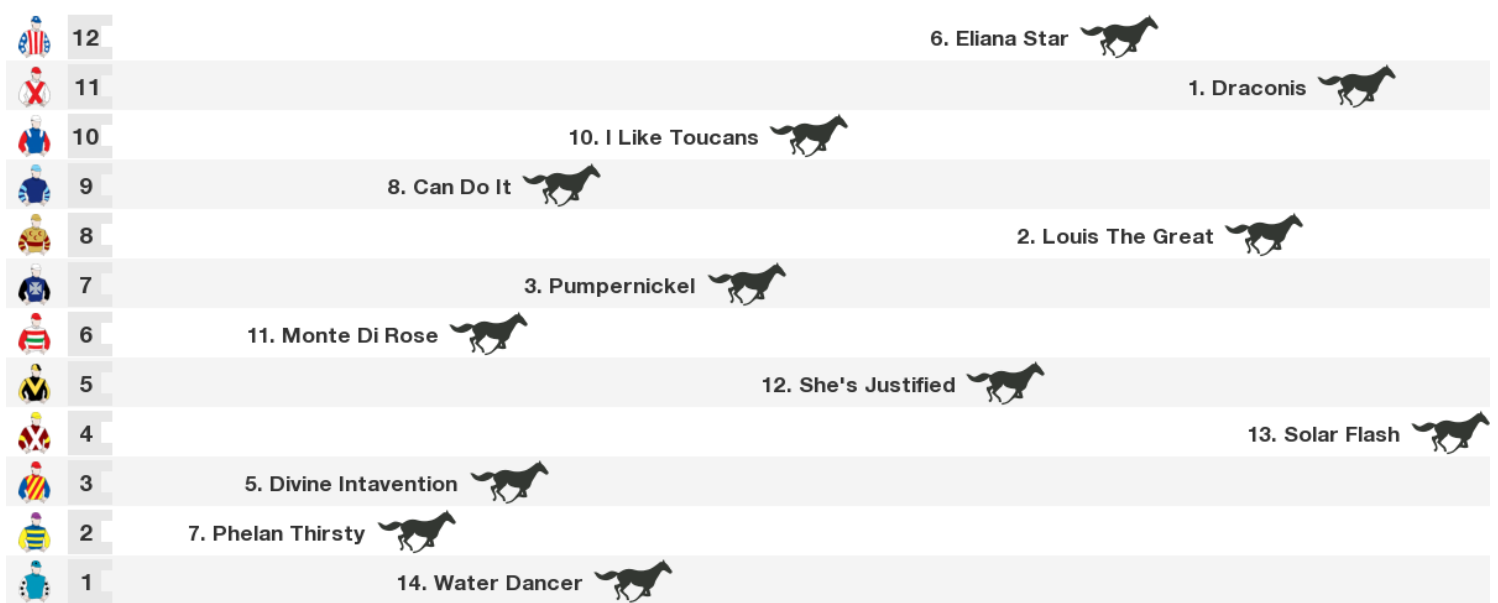 12 6. Eliana Star
11 1. Draconis
10 10. I Like Toucans
9 8. Can Do It
8 2. Louis The Great
7 3. Pumpernickel
6 11. Monte Di Rose
5 12. She's Justified
4 13. Solar Flash
3 5. Divine Intavention
2 7. Phelan Thirsty
1 14. Water Dancer